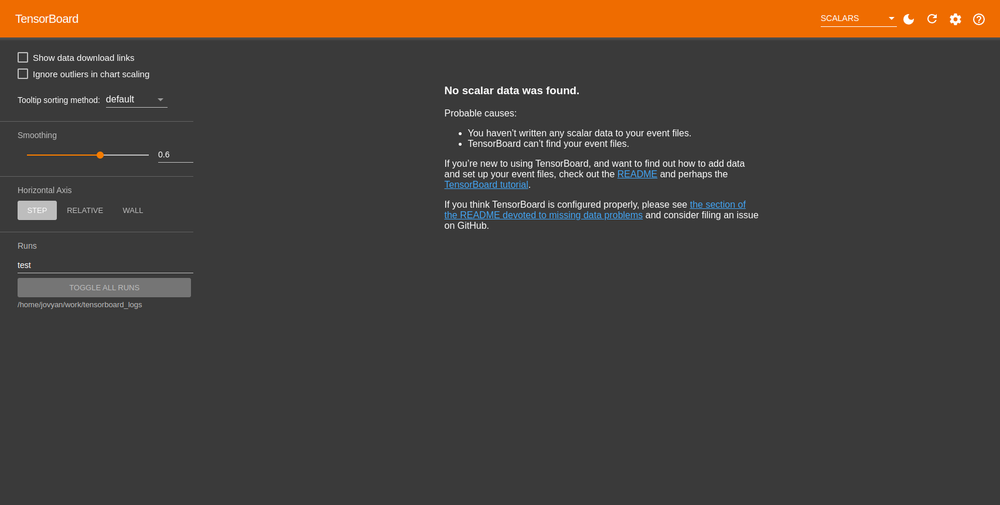 TensorBoard
SCALARS
Show data download links
Ignore outliers in chart scaling
Tooltip sorting method: default
Smoothing
0.6
Horizontal Axis
STEP RELATIVE WALL
Runs
test
TOGGLE ALL RUNS
/home/jovyan/work/tensorboard_logs
No scalar data was found.
Probable causes:
• You haven’t written any scalar data to your event files.
• TensorBoard can’t find your event files.
If you’re new to using TensorBoard, and want to find out how to add data
and set up your event files, check out the README and perhaps the
TensorBoard tutorial.
If you think TensorBoard is configured properly, please see the section of
the README devoted to missing data problems and consider filing an issue
on GitHub.